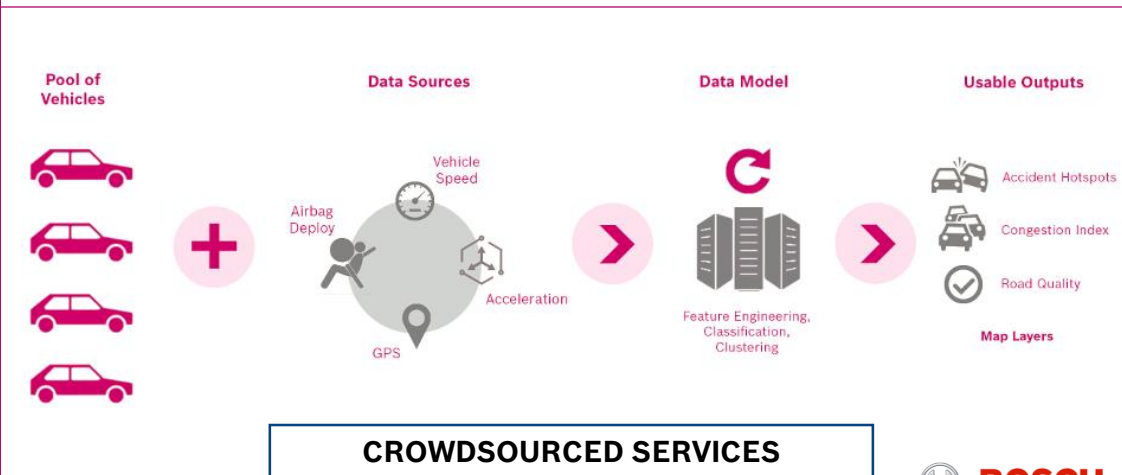 Pool of
Vehicles
Data Sources
Data Model
Usable Outputs
Vehicle
Speed
Airbag
Deploy
Acceleration
GPS
Feature Engineering,
Classification,
Clustering
Accident Hotspots
Congestion Index
Road Quality
Map Layers
CROWDSOURCED SERVICES
BOSCH